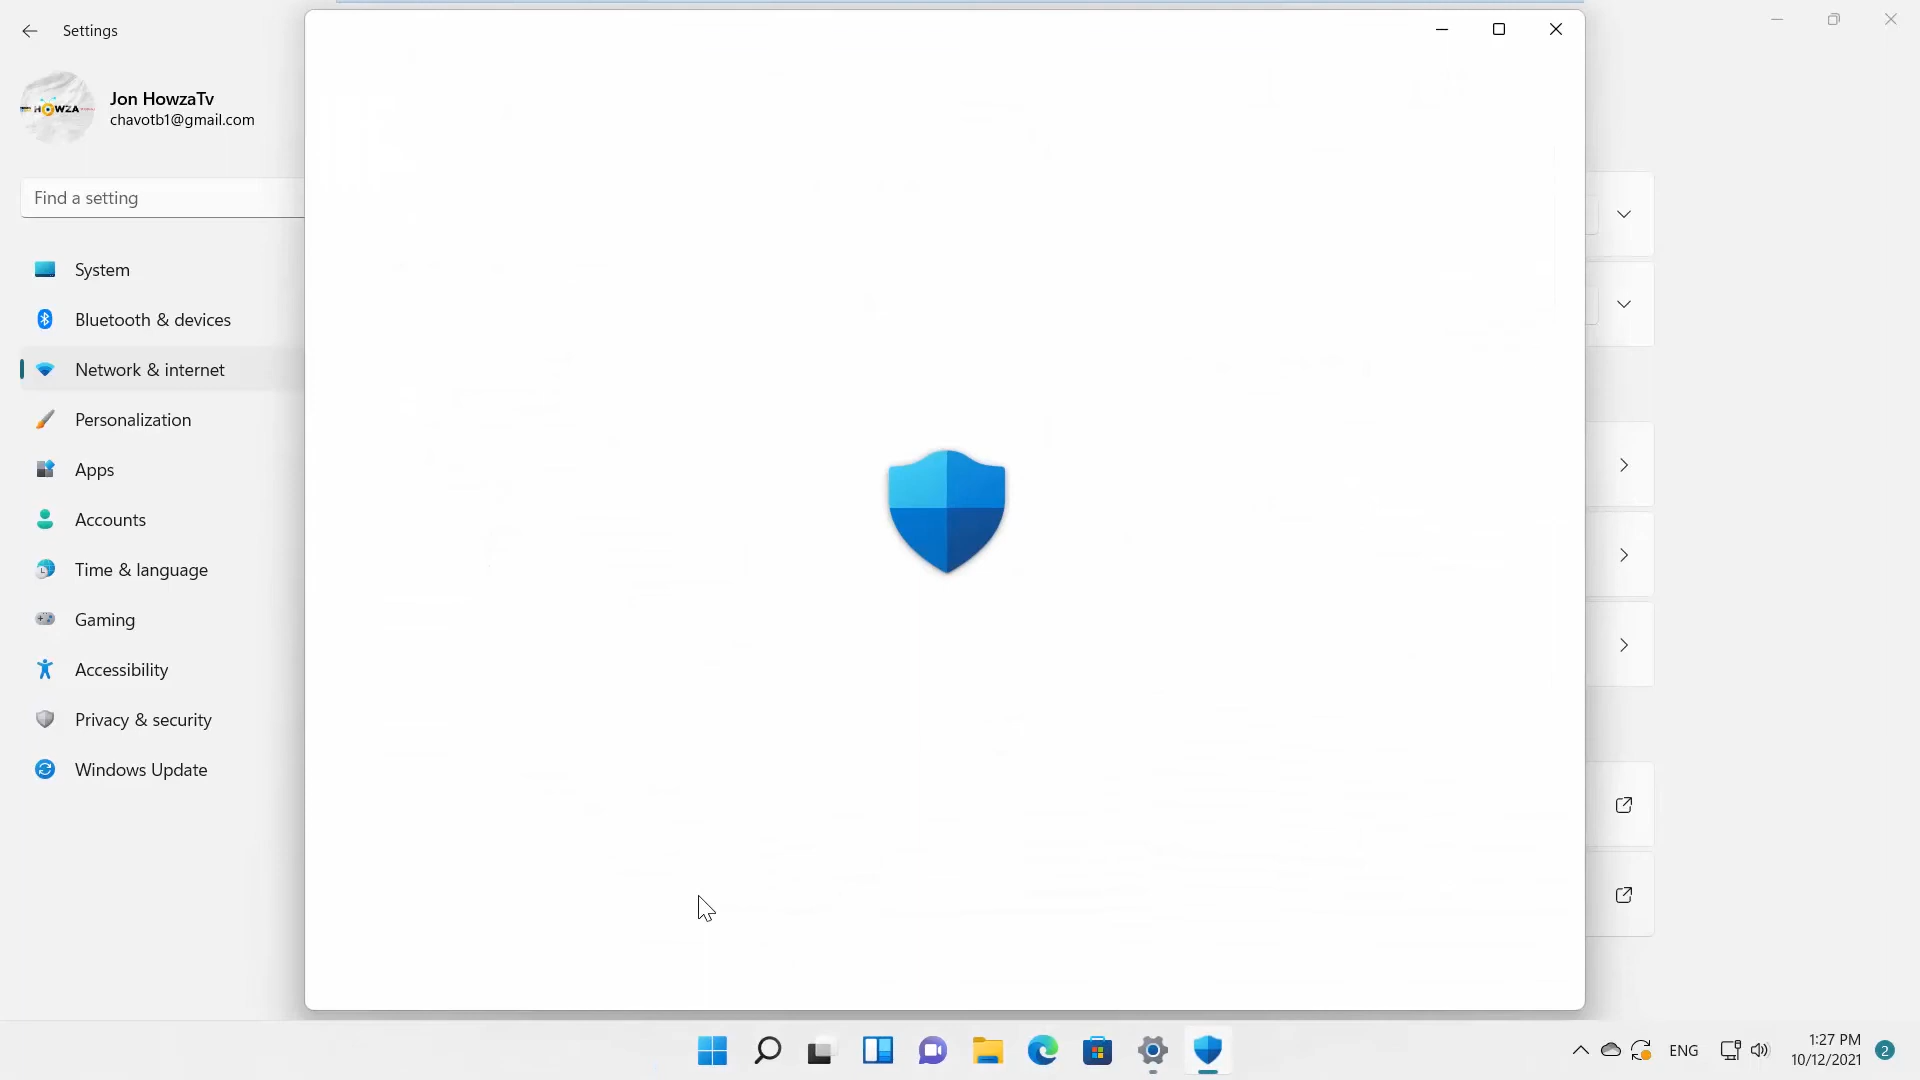 Settings
HOWZA
Jon HowzaTv
chavotb1@gmail.com
Find a setting
System
Bluetooth & devices
Network & internet
Personalization
Apps
Accounts
Time & language
Gaming
Accessibility
Privacy & security
Windows Update
ENG
1:27 PM
10/12/2021
2